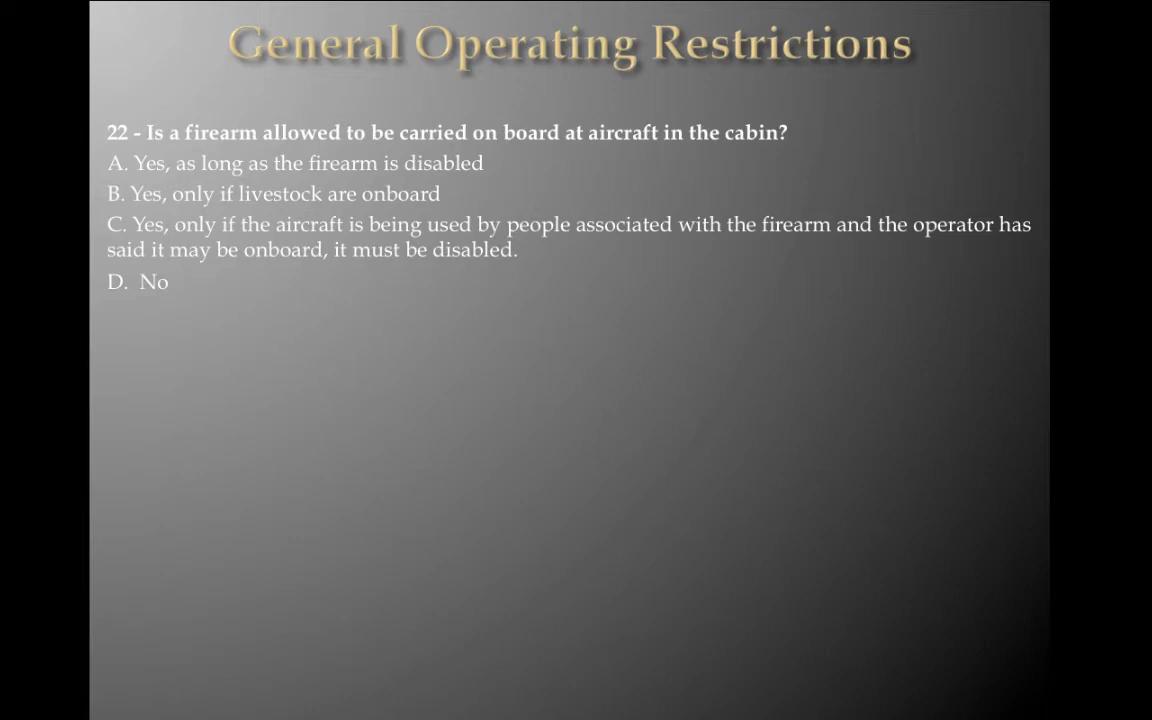 General Operating Restrictions
22 - Is a firearm allowed to be carried on board at aircraft in the cabin?
A. Yes, as long as the firearm is disabled
B. Yes, only if livestock are onboard
C. Yes, only if the aircraft is being used by people associated with the firearm and the operator has
said it may be onboard, it must be disabled.
D. No